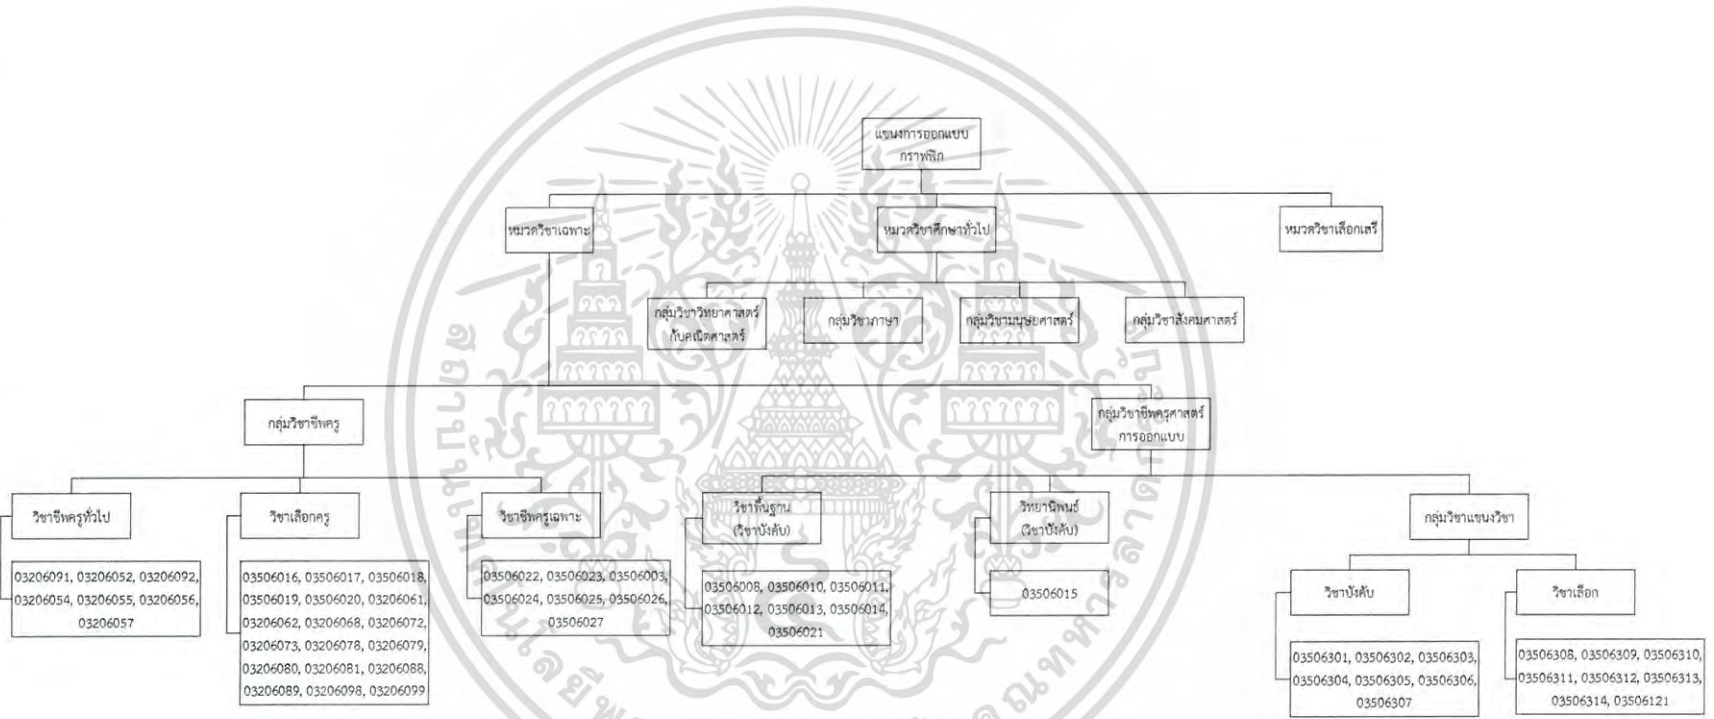 แขนงการออกแบบ
กราฟฟิก
หมวดวิชาเฉพาะ
หมวดวิชาศึกษาทั่วไป
หมวดวิชาเลือกเสรี
กลุ่มวิชาวิทยาศาสตร์
กับคณิตศาสตร์
กลุ่มวิชาภาษา
กลุ่มวิชามนุษยศาสตร์
กลุ่มวิชาสังคมศาสตร์
กลุ่มวิชาชีพครู
กลุ่มวิชาชีพครุศาสตร์
การออกแบบ
วิชาชีพครูทั่วไป
วิชาเลือกครู
วิชาชีพครูเฉพาะ
วิชาพื้นฐาน
(วิชาบังคับ)
วิทยานิพนธ์
(วิชาบังคับ)
กลุ่มวิชาแขนงวิชา
03206091, 03206052, 03206092,
03206054, 03206055, 03206056,
03206057
03506016, 03506017, 03506018,
03506019, 03506020, 03206061,
03206062, 03206068, 03206072,
03206073, 03206078, 03206079,
03206080, 03206081, 03206088,
03206089, 03206098, 03206099
03506022, 03506023, 03506003,
03506024, 03506025, 03506026,
03506027
03506008, 03506010, 03506011,
03506012, 03506013, 03506014,
03506021
03506015
วิชาบังคับ
วิชาเลือก
03506301, 03506302, 03506303,
03506304, 03506305, 03506306,
03506307
03506308, 03506309, 03506310,
03506311, 03506312, 03506313,
03506314, 03506121